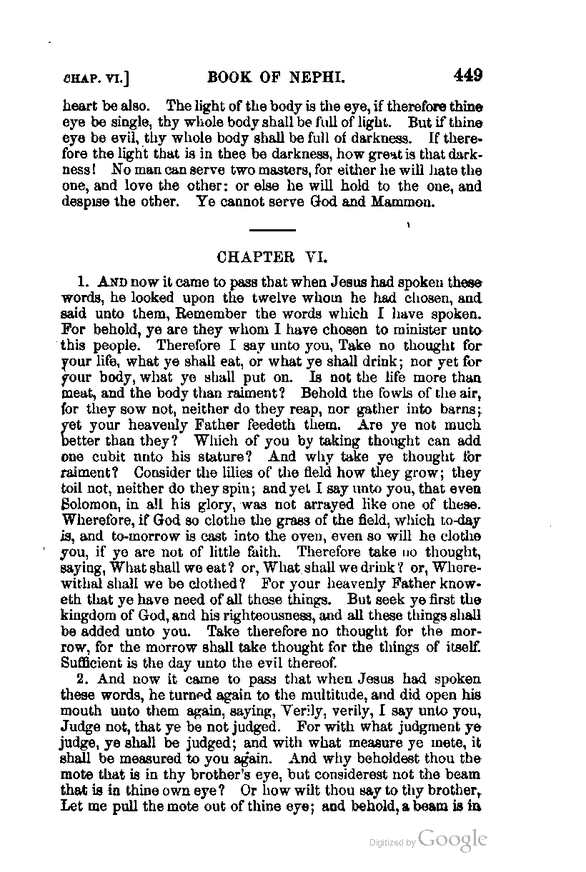 CHAP. VI.] BOOK OF NEPHI. 449
heart be also. The light of the body is the eye, if therefore thine
eye be single, thy whole body shall be full of light. But if thine
eye be evil, thy whole body shall be full of darkness. If there-
fore the light that is in thee be darkness, how great is that dark-
ness! No man can serve two masters, for either he will hate the
one, and love the other: or else he will hold to the one, and
despise the other. Ye cannot serve God and Mammon.
CHAPTER VI.
1. AND now it came to pass that when Jesus had spoken these
words, he looked upon the twelve whom he had chosen, and
said unto them, Remember the words which I have spoken.
For behold, ye are they whom I have chosen to minister unto
this people. Therefore I say unto you, Take no thought for
your life, what ye shall eat, or what ye shall drink; nor yet for
your body, what ye shall put on. Is not the life more than
meat, and the body than raiment? Behold the fowls of the air,
for they sow not, neither do they reap, nor gather into barns;
yet your heavenly Father feedeth them. Are ye not much
better than they? Which of you by taking thought can add
one cubit unto his stature? And why take ye thought for
raiment? Consider the lilies of the field how they grow; they
toil not, neither do they spin; and yet I say unto you, that even
Solomon, in all his glory, was not arrayed like one of these.
Wherefore, if God so clothe the grass of the field, which to-day
is, and to-morrow is cast into the oven, even so will he clothe
you, if ye are not of little faith. Therefore take no thought,
saying, What shall we eat? or, What shall we drink? or, Where-
withal shall we be clothed? For your heavenly Father know-
eth that ye have need of all these things. But seek ye first the
kingdom of God, and his righteousness, and all these things shall
be added unto you. Take therefore no thought for the mor-
row, for the morrow shall take thought for the things of itself.
Sufficient is the day unto the evil thereof.
2. And now it came to pass that when Jesus had spoken
these words, he turned again to the multitude, and did open his
mouth unto them again, saying, Verily, verily, I say unto you,
Judge not, that ye be not judged. For with what judgment ye
judge, ye shall be judged; and with what measure ye mete, it
shall be measured to you again. And why beholdest thou the
mote that is in thy brother's eye, but considerest not the beam
that is in thine own eye? Or how wilt thou say to thy brother,
Let me pull the mote out of thine eye; and behold, a beam is in
Digitized by Google